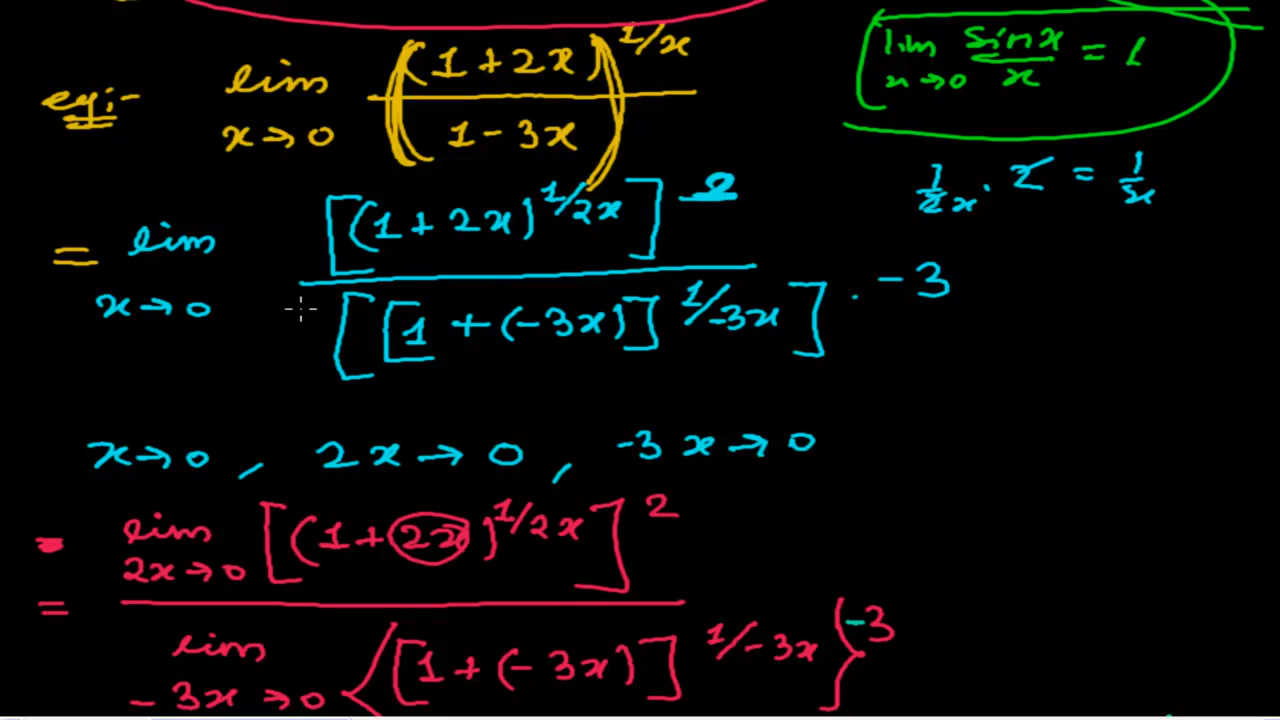 eg:- lim x→0 ((1+2x)/(1-3x))^1/x
lim x→0 sinx/x = 1
= lim x→0 [(1+2x)^1/2x]^2 / [[1+(-3x)]^1/-3x] . -3
1/2x . 2 = 1/x
x→0 , 2x→0 , -3x→0
= lim 2x→0 [(1+2x)^1/2x]^2
= / lim -3x→0 {[1+(-3x)]^1/-3x}^-3